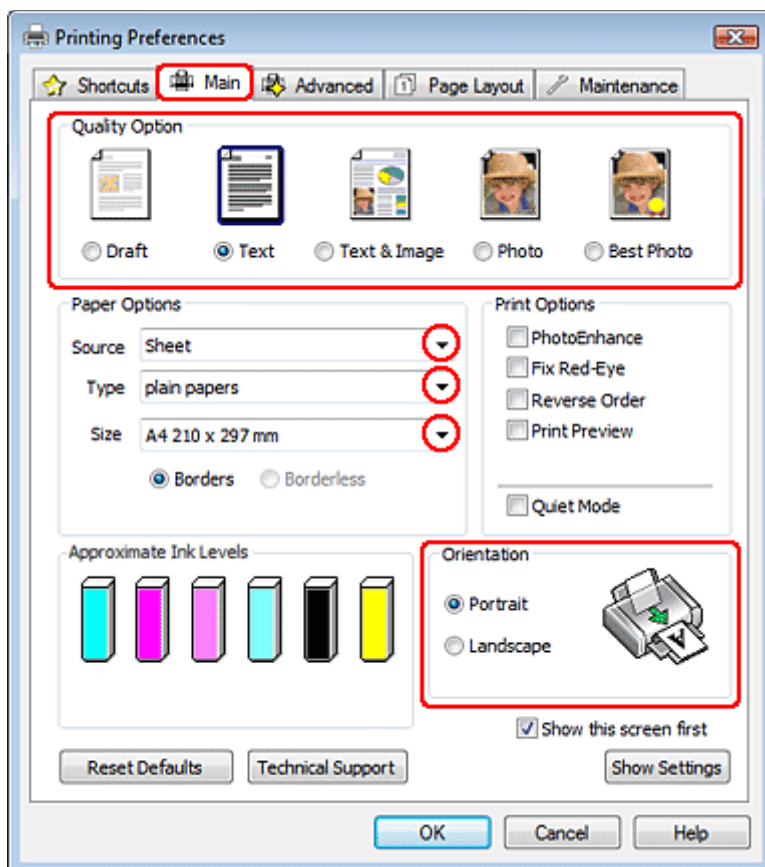 Printing Preferences
Shortcuts Main Advanced Page Layout Maintenance
Quality Option
Draft Text Text & Image Photo Best Photo
Paper Options
Source Sheet
Type plain papers
Size A4 210 x 297 mm
Borders Borderless
Print Options
PhotoEnhance
Fix Red-Eye
Reverse Order
Print Preview
Quiet Mode
Approximate Ink Levels
Orientation
Portrait
Landscape
A
Show this screen first
Reset Defaults Technical Support Show Settings
OK Cancel Help